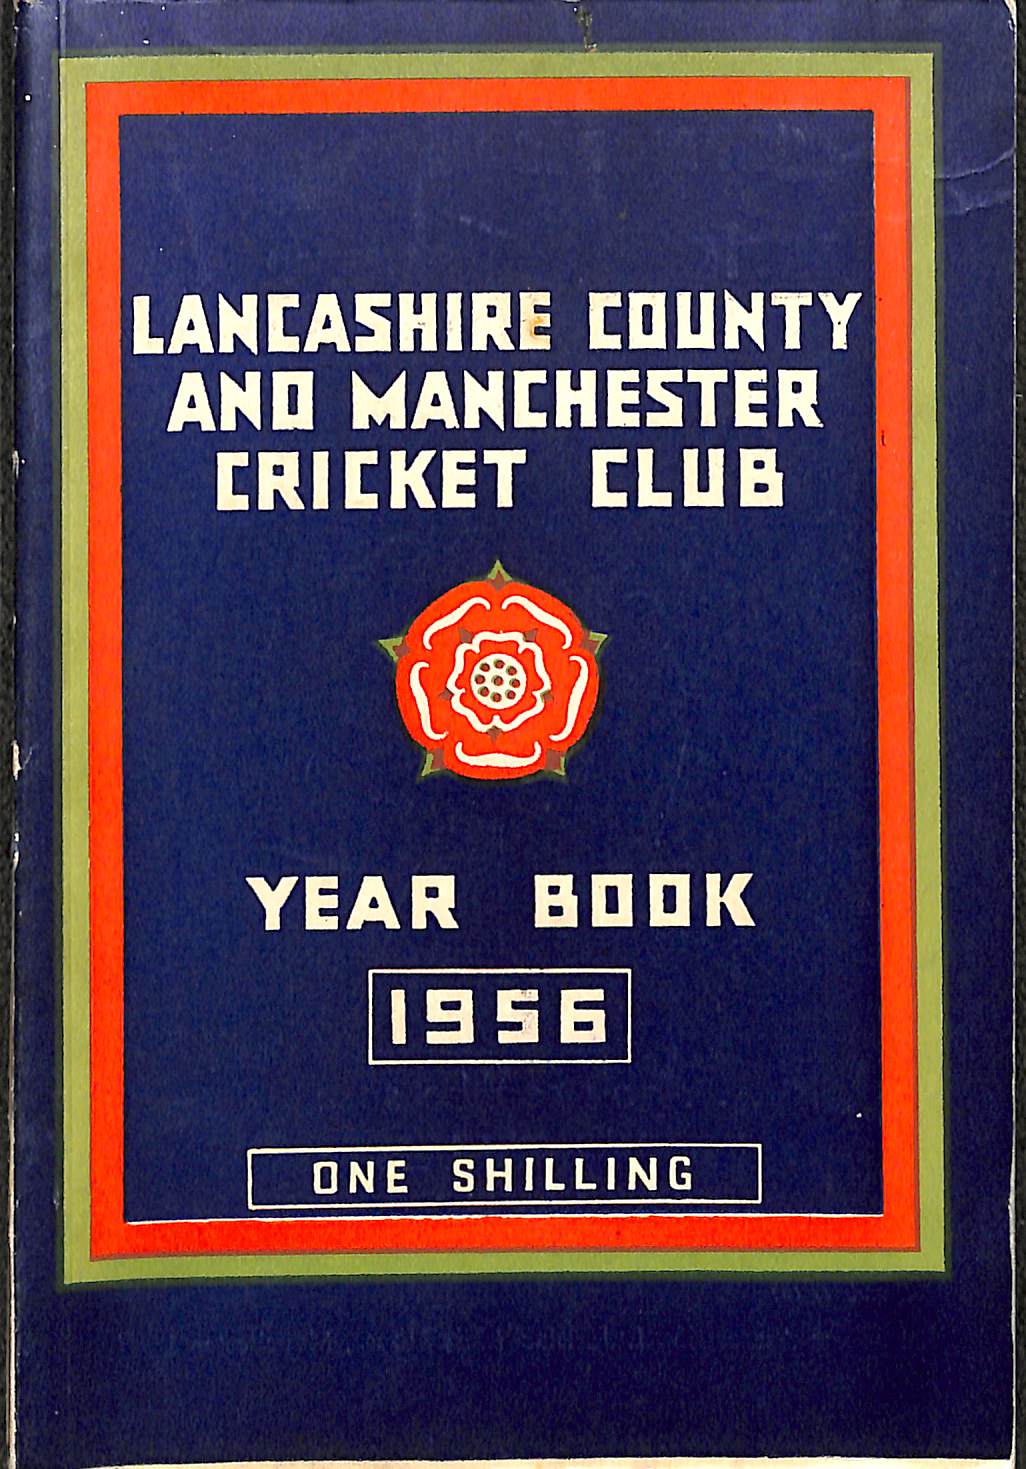 LANCASHIRE COUNTY
AND MANCHESTER
CRICKET CLUB
YEAR BOOK
1956
ONE SHILLING